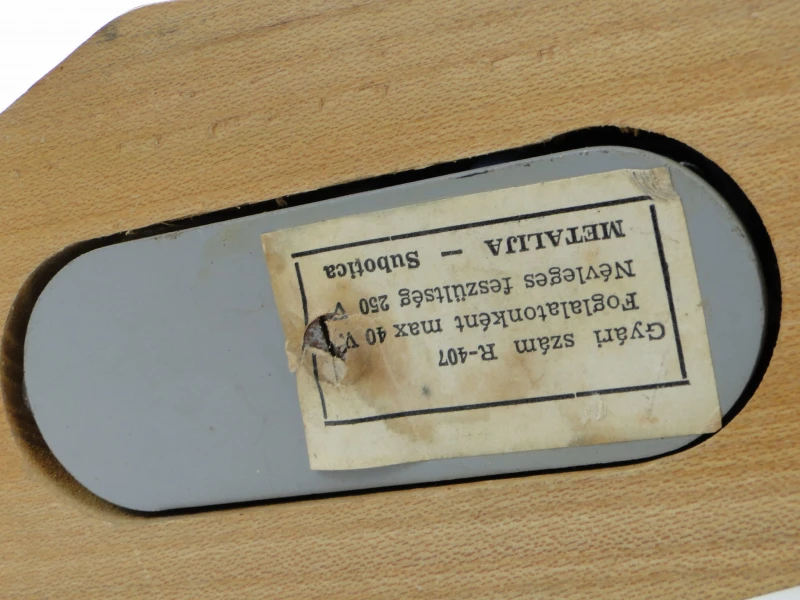 Gyári szám R-407
Foglalatonként max 40 V.
Névleges feszültség 250 V
METALIJA — Subotica